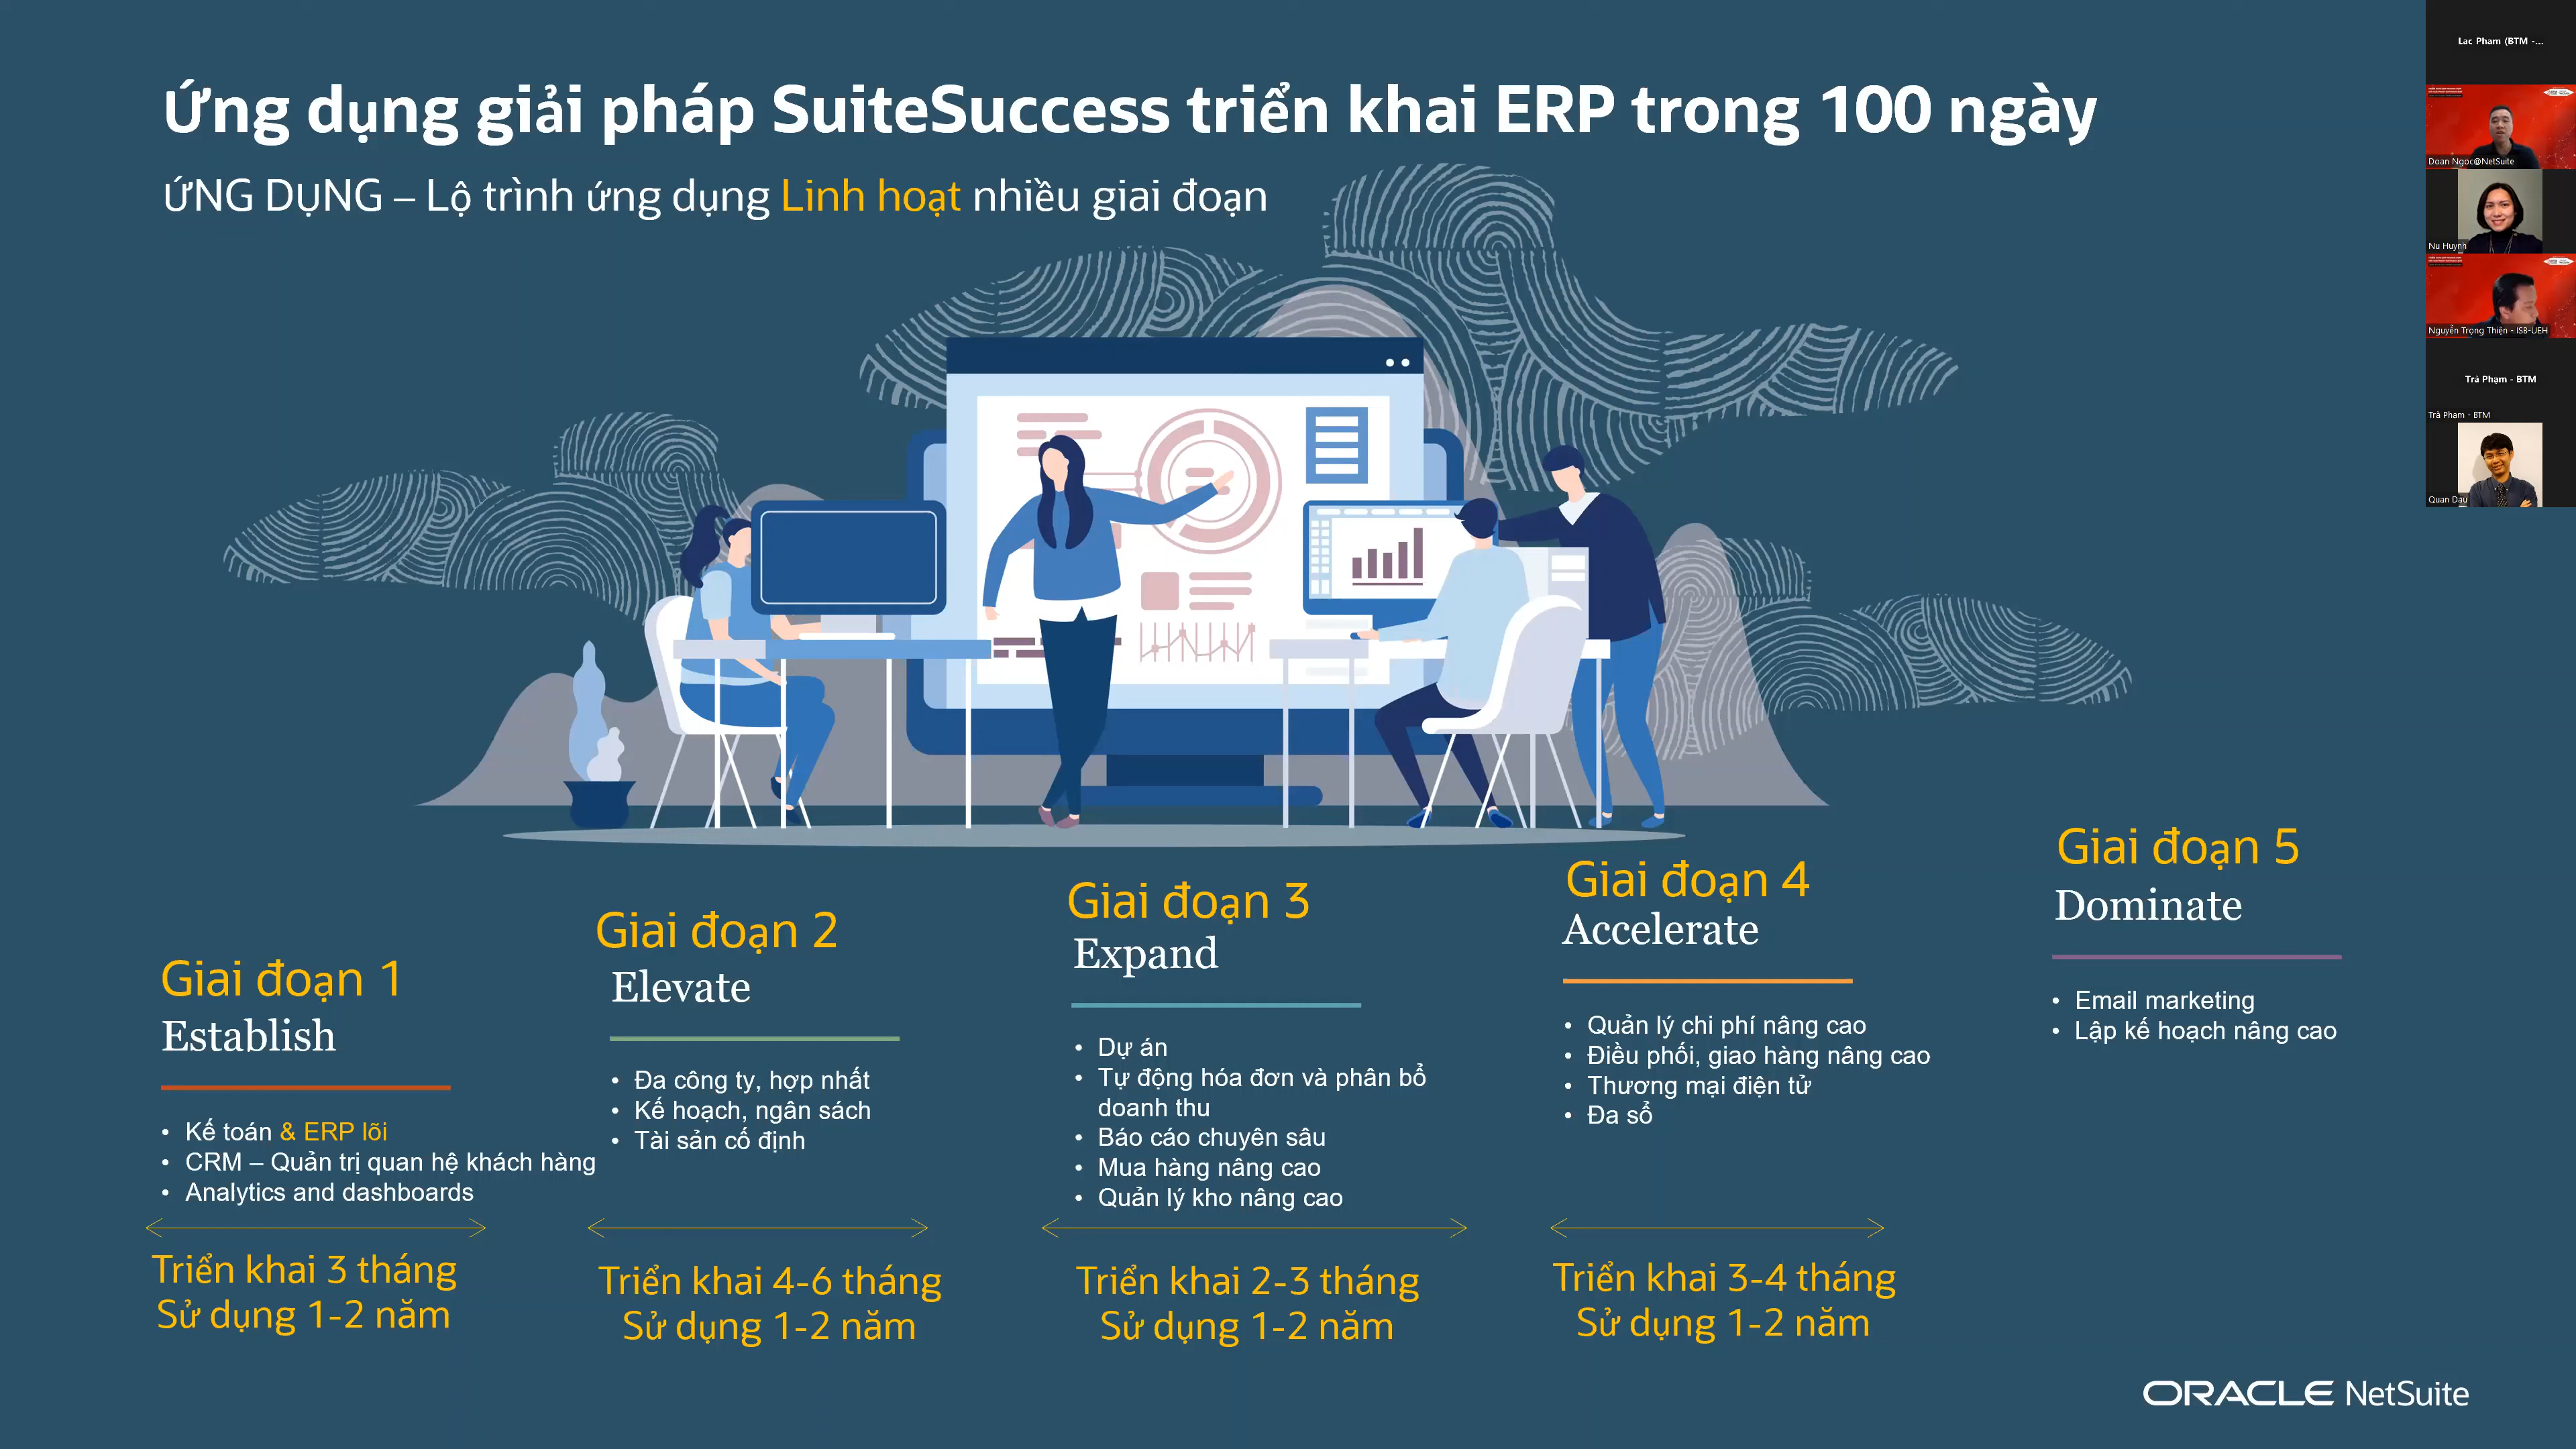 Ứng dụng giải pháp SuiteSuccess triển khai ERP trong 100 ngày
ỨNG DỤNG – Lộ trình ứng dụng Linh hoạt nhiều giai đoạn
Giai đoạn 1
Establish
• Kế toán & ERP lõi
• CRM – Quản trị quan hệ khách hàng
• Analytics and dashboards
Triển khai 3 tháng
Sử dụng 1-2 năm
Giai đoạn 2
Elevate
• Đa công ty, hợp nhất
• Kế hoạch, ngân sách
• Tài sản cố định
Triển khai 4-6 tháng
Sử dụng 1-2 năm
Giai đoạn 3
Expand
• Dự án
• Tự động hóa đơn và phân bổ
doanh thu
• Báo cáo chuyên sâu
• Mua hàng nâng cao
• Quản lý kho nâng cao
Triển khai 2-3 tháng
Sử dụng 1-2 năm
Giai đoạn 4
Accelerate
• Quản lý chi phí nâng cao
• Điều phối, giao hàng nâng cao
• Thương mại điện tử
• Đa sổ
Triển khai 3-4 tháng
Sử dụng 1-2 năm
Giai đoạn 5
Dominate
• Email marketing
• Lập kế hoạch nâng cao
ORACLE NetSuite
Lac Pham (BTM -...
Doan Ngoc@NetSuite
Nu Huynh
Nguyễn Trọng Thiện - ISB-UEH
Trà Phạm - BTM
Trà Phạm - BTM
Quan Dau